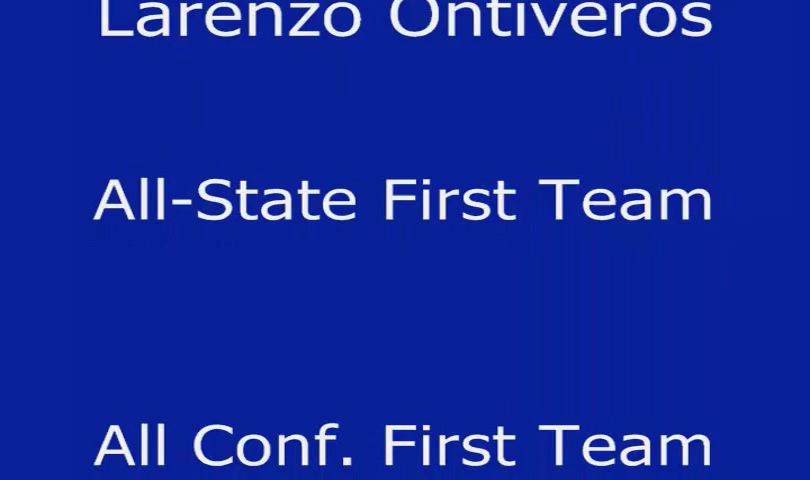 Larenzo Ontiveros
All-State First Team
All Conf. First Team